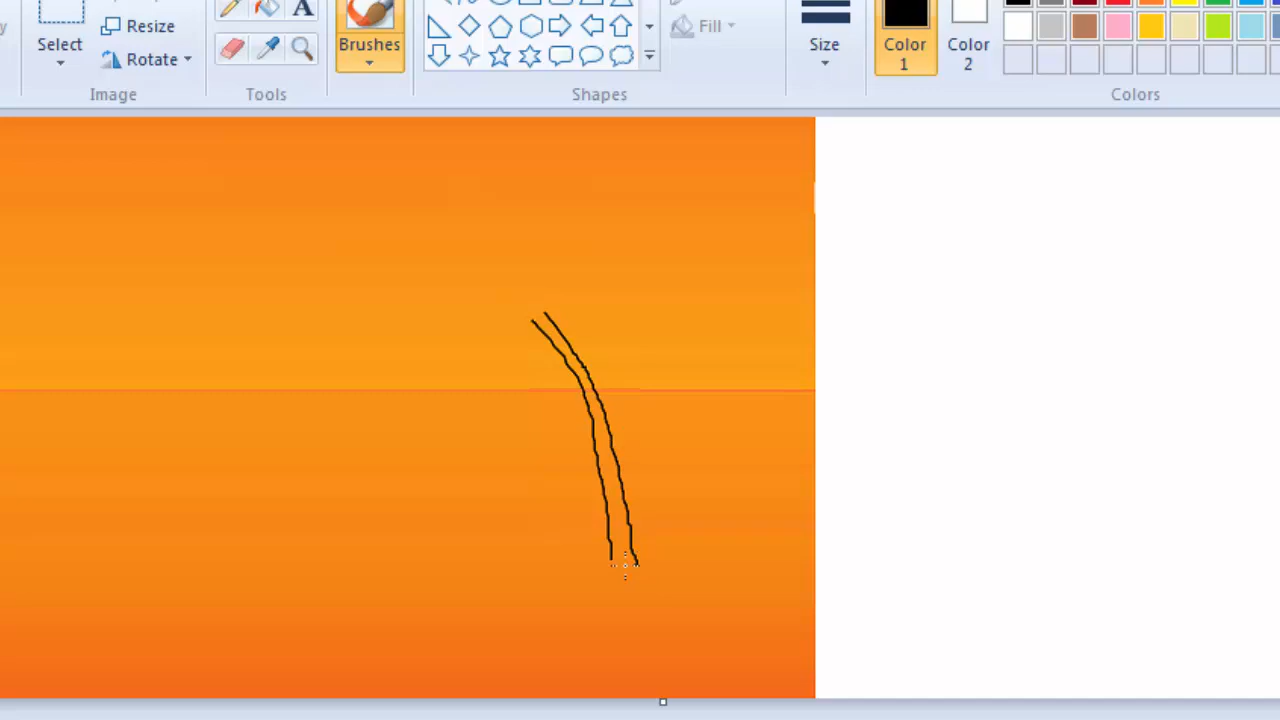 Resize
Select
Rotate
Image
A
Tools
Brushes
Fill
Shapes
Size
Color
1
Color
2
Colors